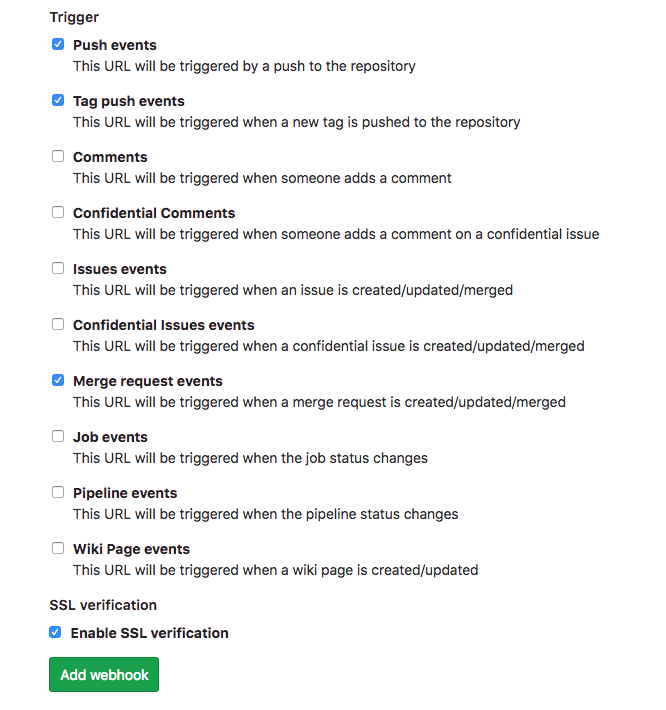 Trigger
Push events
This URL will be triggered by a push to the repository
Tag push events
This URL will be triggered when a new tag is pushed to the repository
Comments
This URL will be triggered when someone adds a comment
Confidential Comments
This URL will be triggered when someone adds a comment on a confidential issue
Issues events
This URL will be triggered when an issue is created/updated/merged
Confidential Issues events
This URL will be triggered when a confidential issue is created/updated/merged
Merge request events
This URL will be triggered when a merge request is created/updated/merged
Job events
This URL will be triggered when the job status changes
Pipeline events
This URL will be triggered when the pipeline status changes
Wiki Page events
This URL will be triggered when a wiki page is created/updated
SSL verification
Enable SSL verification
Add webhook